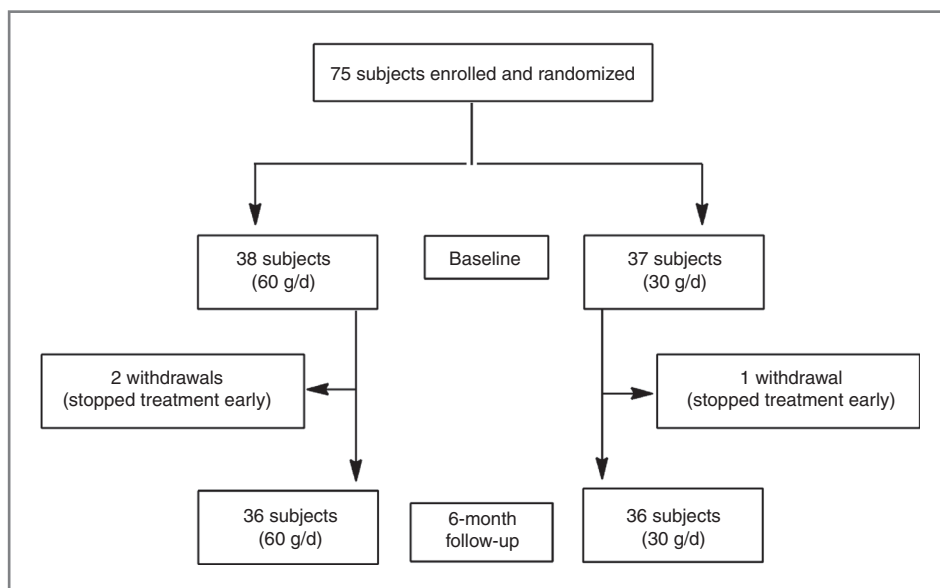 75 subjects enrolled and randomized
38 subjects
(60 g/d)
Baseline
37 subjects
(30 g/d)
2 withdrawals
(stopped treatment early)
1 withdrawal
(stopped treatment early)
36 subjects
(60 g/d)
6-month
follow-up
36 subjects
(30 g/d)